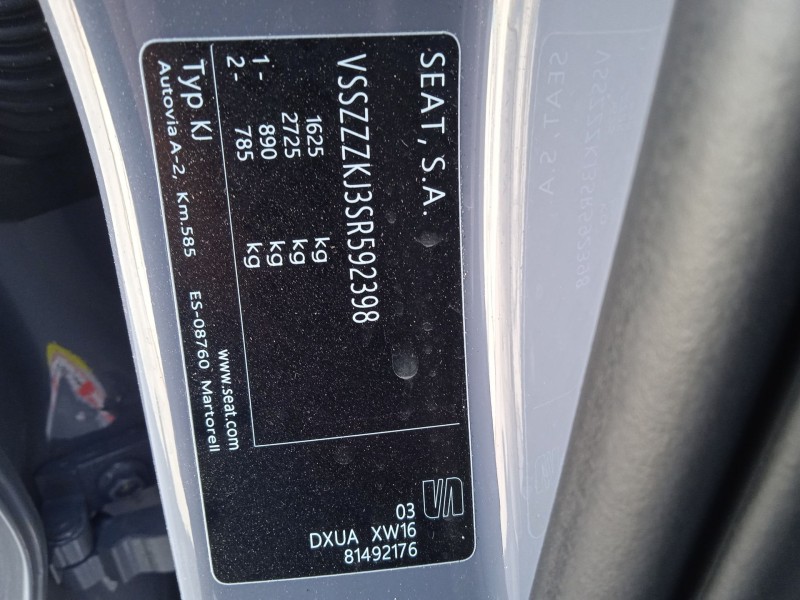 SEAT, S.A.
VSSZZZKJ3SR592398
1625 kg
2725 kg
1 - 890 kg
2 - 785 kg
Typ KJ
www.seat.com
Autovia A-2, Km.585 ES-08760 Martorell
03
DXUA XW16
81492176